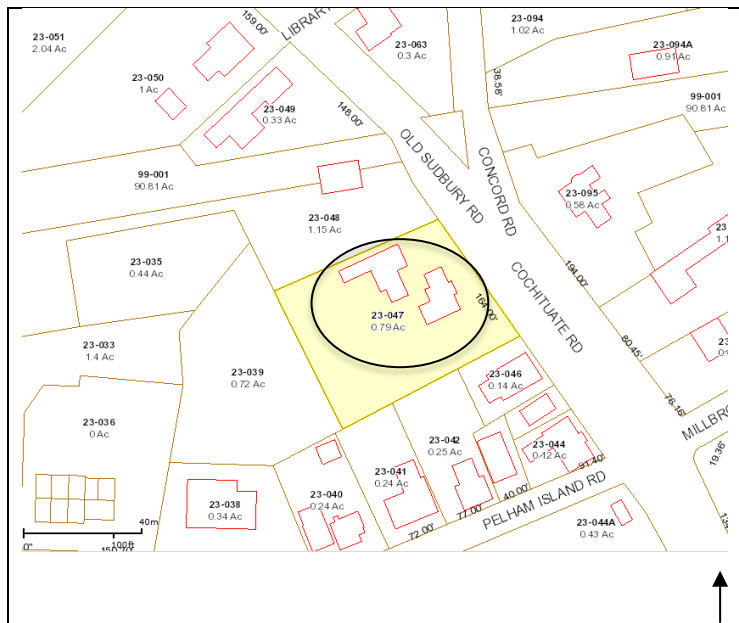 23-051
2.04 Ac
159.00'
LIBRARY
23-063
0.3 Ac
23-094
1.02 Ac
23-094A
0.91 Ac
23-050
1 Ac
38.58'
99-001
90.81 Ac
23-049
0.33 Ac
148.00'
OLD SUDBURY RD
CONCORD RD
99-001
90.81 Ac
23-095
0.58 Ac
23-048
1.15 Ac
23
1.1
23-035
0.44 Ac
COCHITUATE RD
194.00'
164.00'
23-047
0.79 Ac
23-033
1.4 Ac
80.45'
23-039
0.72 Ac
23-046
0.14 Ac
76.16'
23-036
0 Ac
MILLBRO
23-042
0.25 Ac
23-044
0.12 Ac
19.36'
91.40'
23-041
0.24 Ac
23-040
0.24 Ac
40.00'
77.00'
72.00'
PELHAM ISLAND RD
23-038
0.34 Ac
23-044A
0.43 Ac
40m
100ft